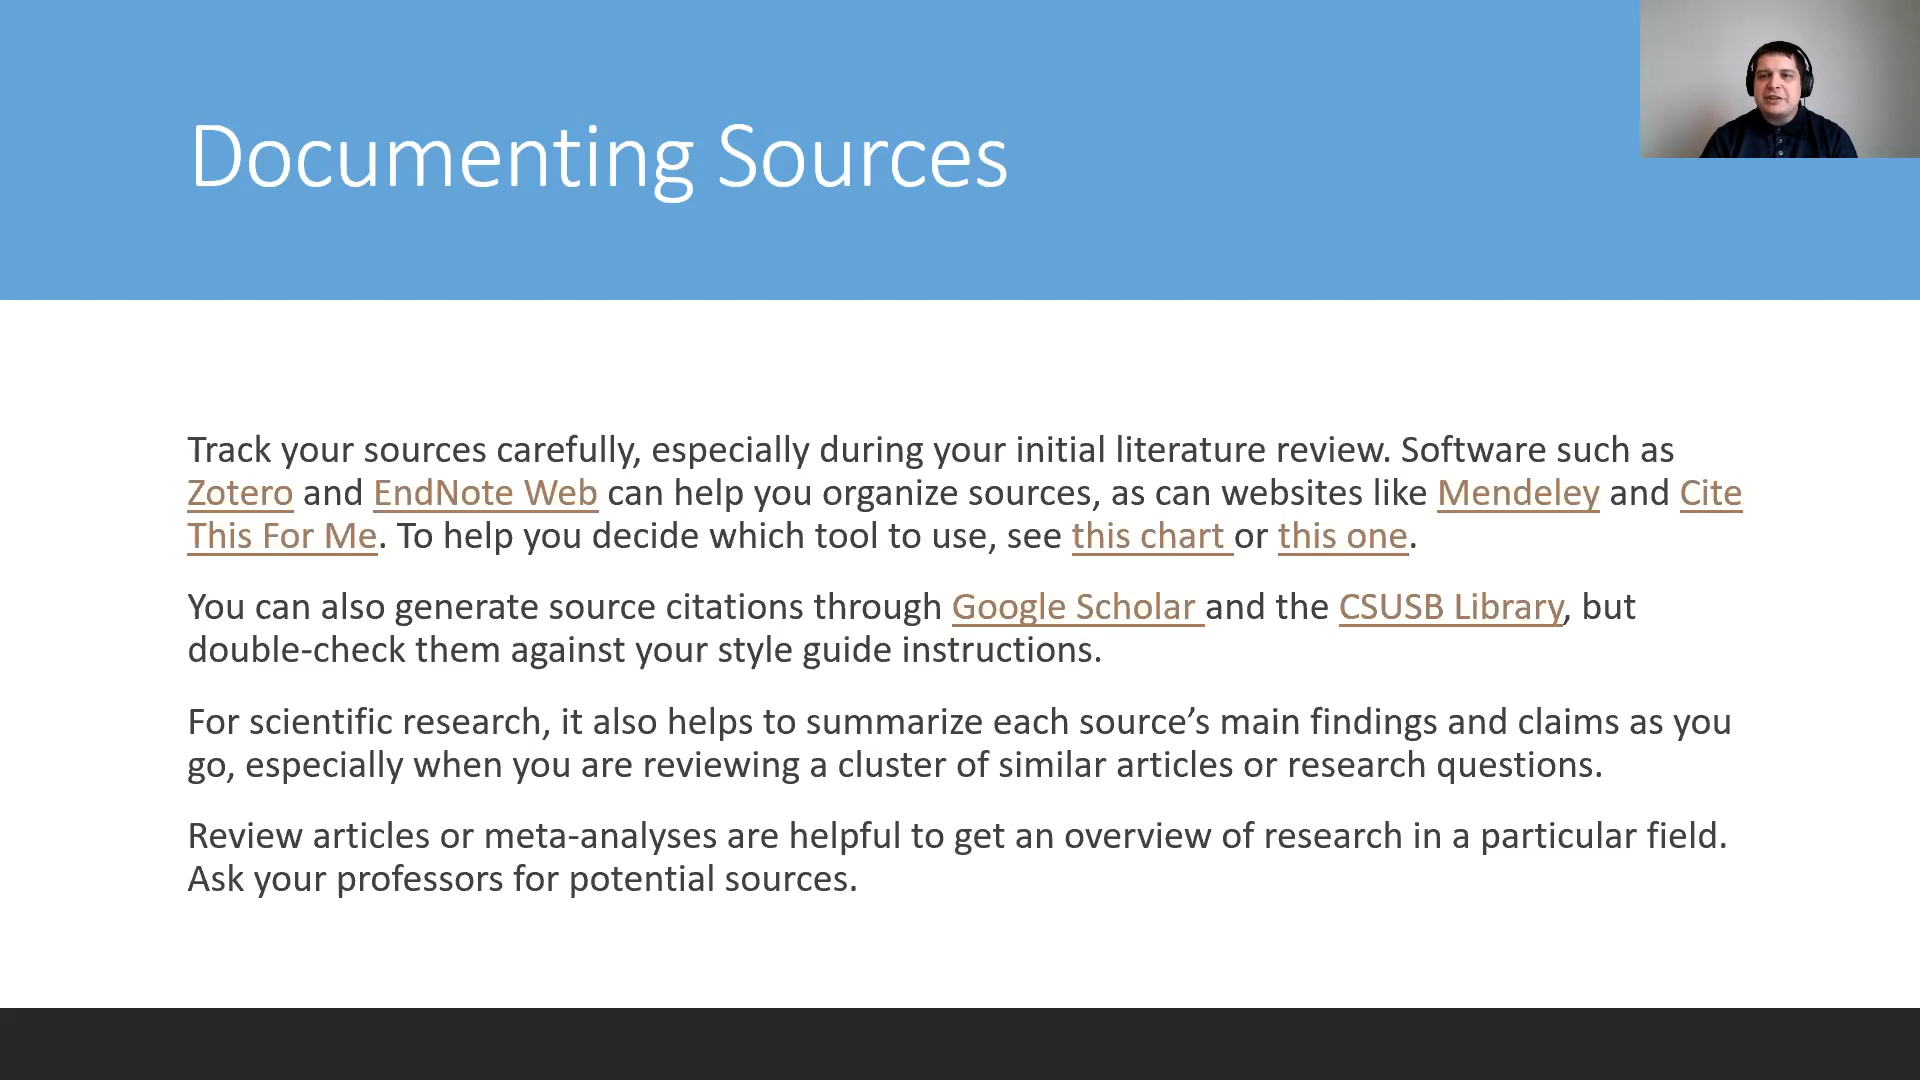 Documenting Sources
Track your sources carefully, especially during your initial literature review. Software such as
Zotero and EndNote Web can help you organize sources, as can websites like Mendeley and Cite
This For Me. To help you decide which tool to use, see this chart or this one.
You can also generate source citations through Google Scholar and the CSUSB Library, but
double-check them against your style guide instructions.
For scientific research, it also helps to summarize each source’s main findings and claims as you
go, especially when you are reviewing a cluster of similar articles or research questions.
Review articles or meta-analyses are helpful to get an overview of research in a particular field.
Ask your professors for potential sources.